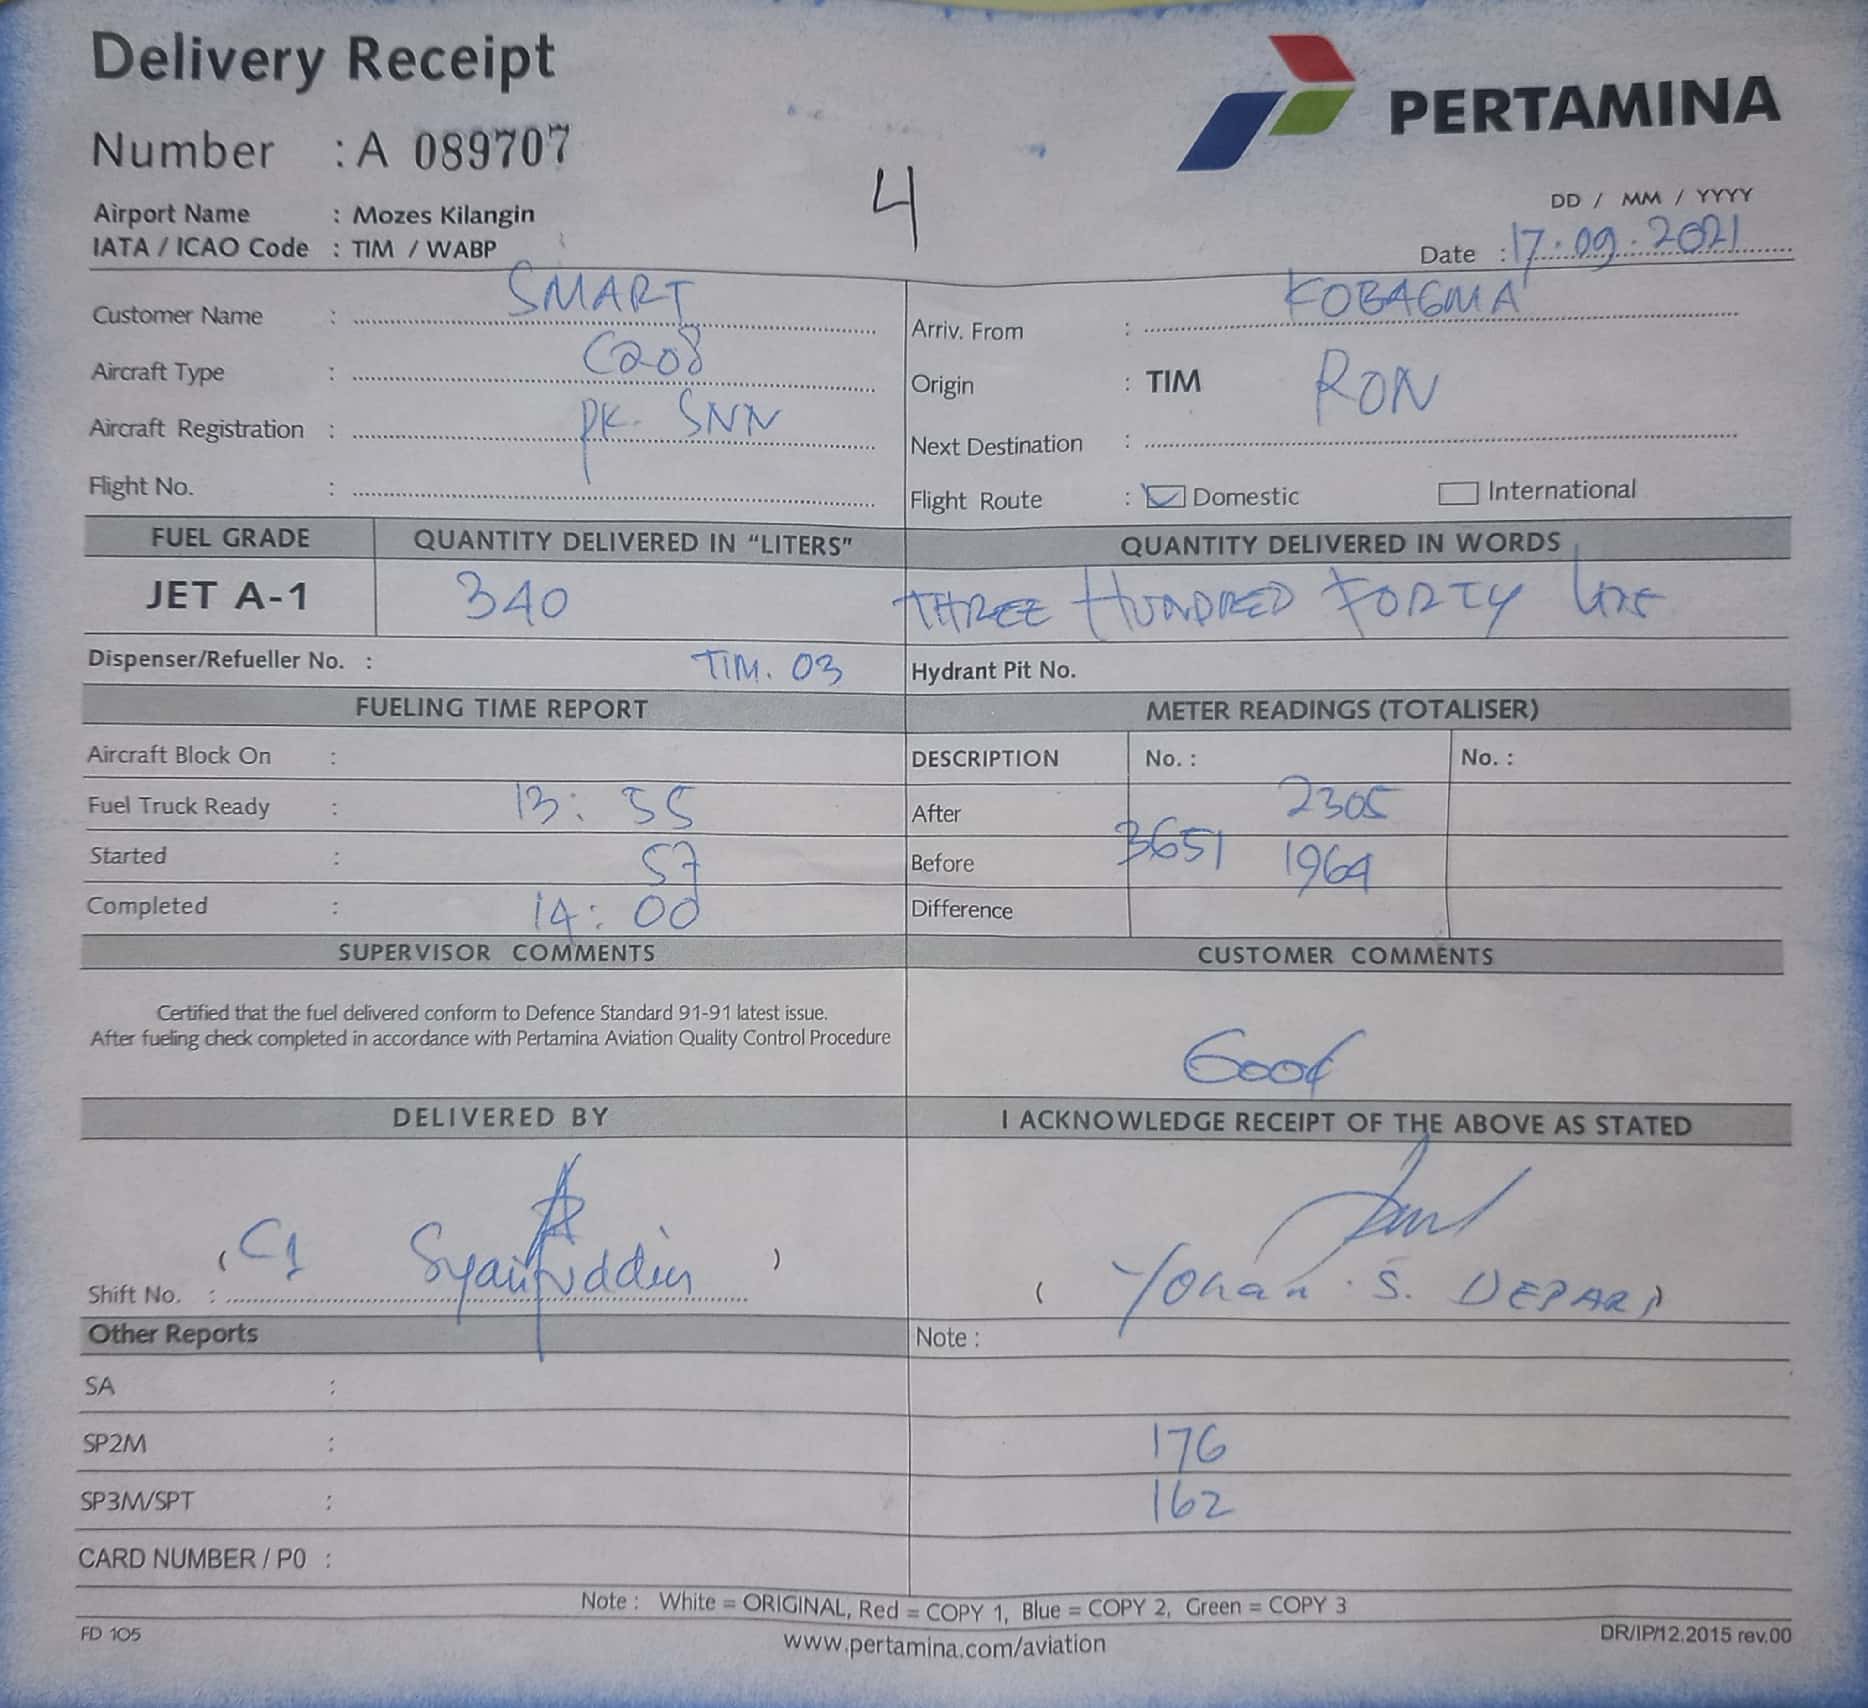 Delivery Receipt
PERTAMINA
Number : A 089707
4
DD / MM / YYYY
Airport Name : Mozes Kilangin
IATA / ICAO Code : TIM / WABP
Date : 17.09.2021
Customer Name : SMART
Arriv. From : KOBAGMA
Aircraft Type : C208
Origin : TIM RON
Aircraft Registration : PK. SNN
Next Destination :
Flight No. :
Flight Route : Domestic International
FUEL GRADE QUANTITY DELIVERED IN "LITERS" QUANTITY DELIVERED IN WORDS
JET A-1 340 THREE HUNDRED FORTY
Dispenser/Refueller No. : TIM. 03 Hydrant Pit No.
FUELING TIME REPORT METER READINGS (TOTALISER)
Aircraft Block On : DESCRIPTION No. : No. :
Fuel Truck Ready : 13: 55 After 2305
Started : 57 Before 3651 1964
Completed : 14: 00 Difference
SUPERVISOR COMMENTS CUSTOMER COMMENTS
Certified that the fuel delivered conform to Defence Standard 91-91 latest issue.
After fueling check completed in accordance with Pertamina Aviation Quality Control Procedure
Good
DELIVERED BY I ACKNOWLEDGE RECEIPT OF THE ABOVE AS STATED
( C1 Syaifuddin )
Shift No. :
( Yohan S. DEPARI )
Other Reports Note :
SA :
SP2M : 176
SP3M/SPT : 162
CARD NUMBER / P0 :
Note : White = ORIGINAL, Red = COPY 1, Blue = COPY 2, Green = COPY 3
FD 105 www.pertamina.com/aviation DR/IP/12.2015 rev.00